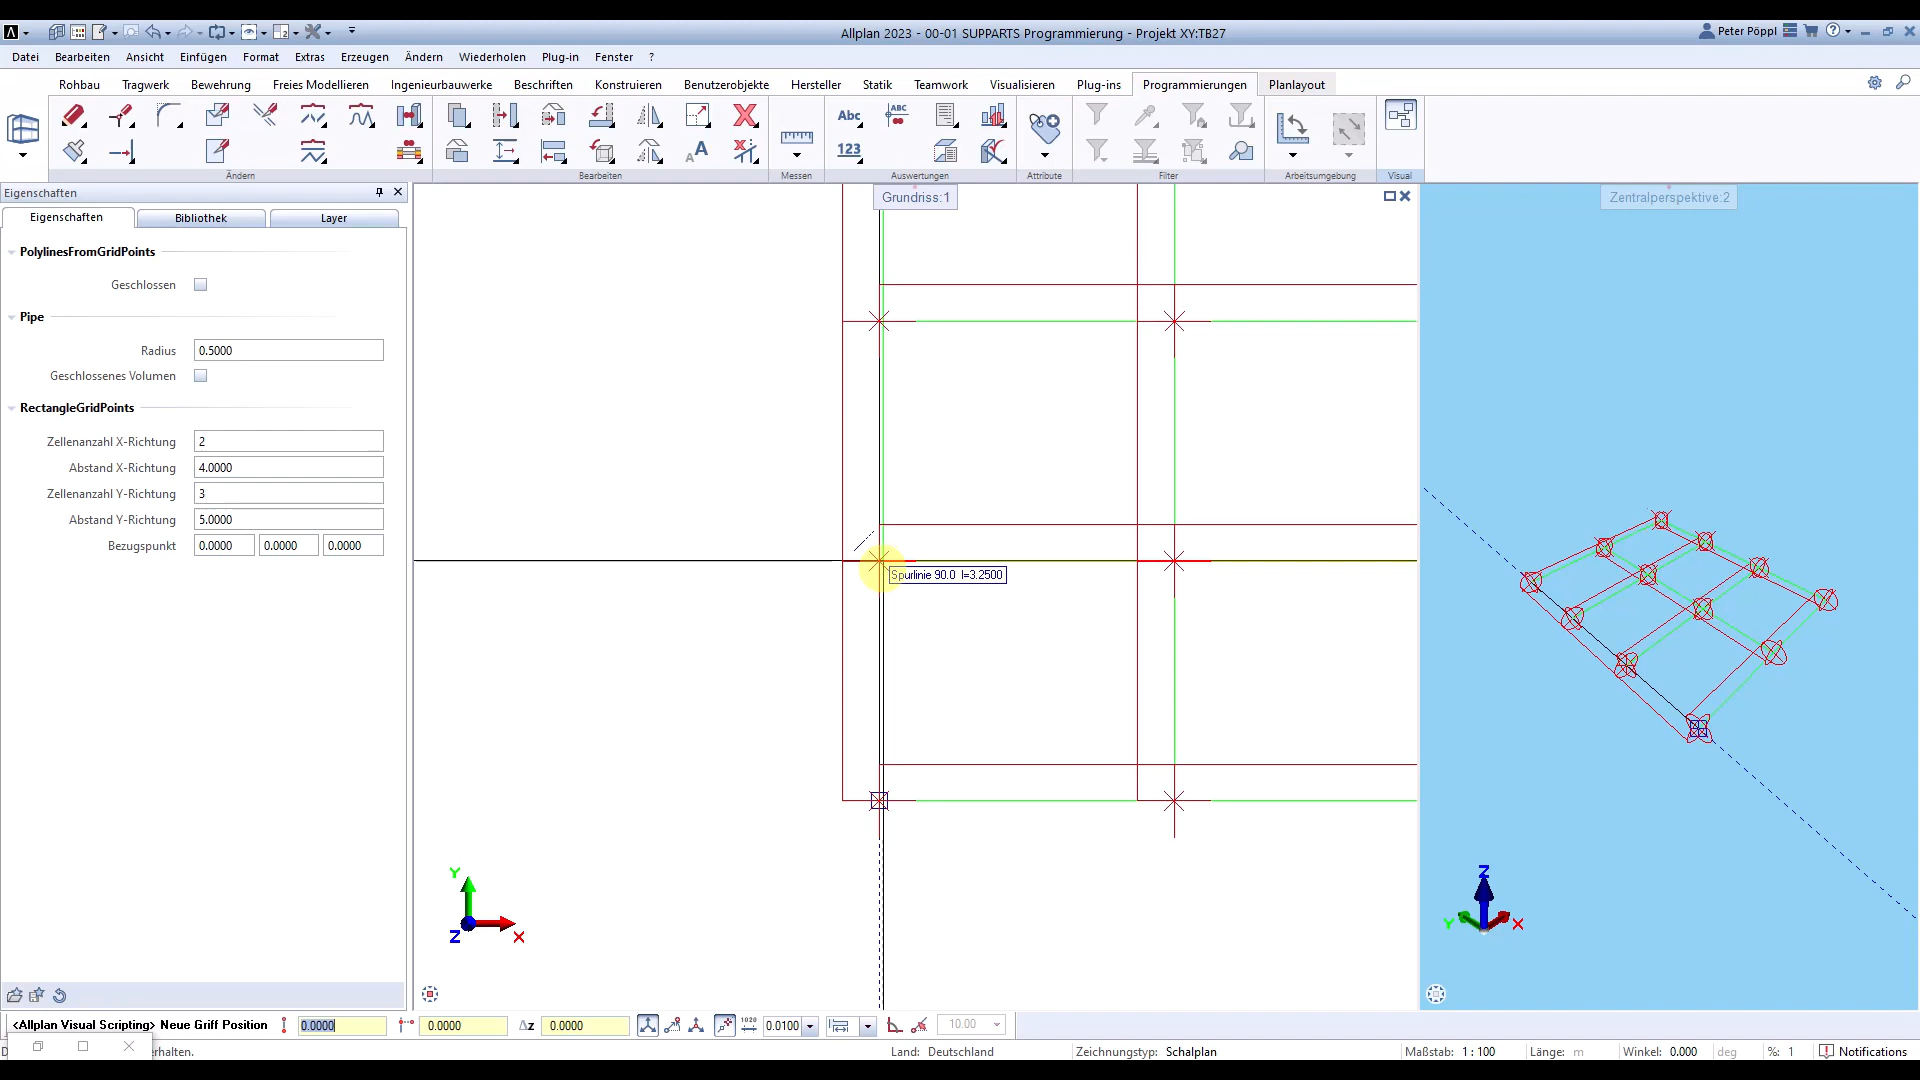 Allplan 2023 - 00-01 SUPPARTS Programmierung - Projekt XY:TB27
Peter Pöppl
Datei Bearbeiten Ansicht Einfügen Format Extras Erzeugen Ändern Wiederholen Plug-in Fenster ?
Rohbau Tragwerk Bewehrung Freies Modellieren Ingenieurbauwerke Beschriften Konstruieren Benutzerobjekte Hersteller Statik Teamwork Visualisieren Plug-ins Programmierungen Planlayout
Abc ABC
123
A A
Ändern Bearbeiten Messen Auswertungen Attribute Filter Arbeitsumgebung Visual
Eigenschaften
Eigenschaften Bibliothek Layer
Grundriss:1
Zentralperspektive:2
PolylinesFromGridPoints
Geschlossen
Pipe
Radius 0.5000
Geschlossenes Volumen
RectangleGridPoints
Zellenanzahl X-Richtung 2
Abstand X-Richtung 4.0000
Zellenanzahl Y-Richtung 3
Abstand Y-Richtung 5.0000
Bezugspunkt 0.0000 0.0000 0.0000
Spurlinie 90.0 l=3.2500
Y
Z X
Z
Y X
<Allplan Visual Scripting> Neue Griff Position 0.0000 0.0000 Δz 0.0000 1020 0.0100 10.00
erhalten. Land: Deutschland Zeichnungstyp: Schalplan Maßstab: 1 : 100 Länge: m Winkel: 0.000 deg %: 1 Notifications